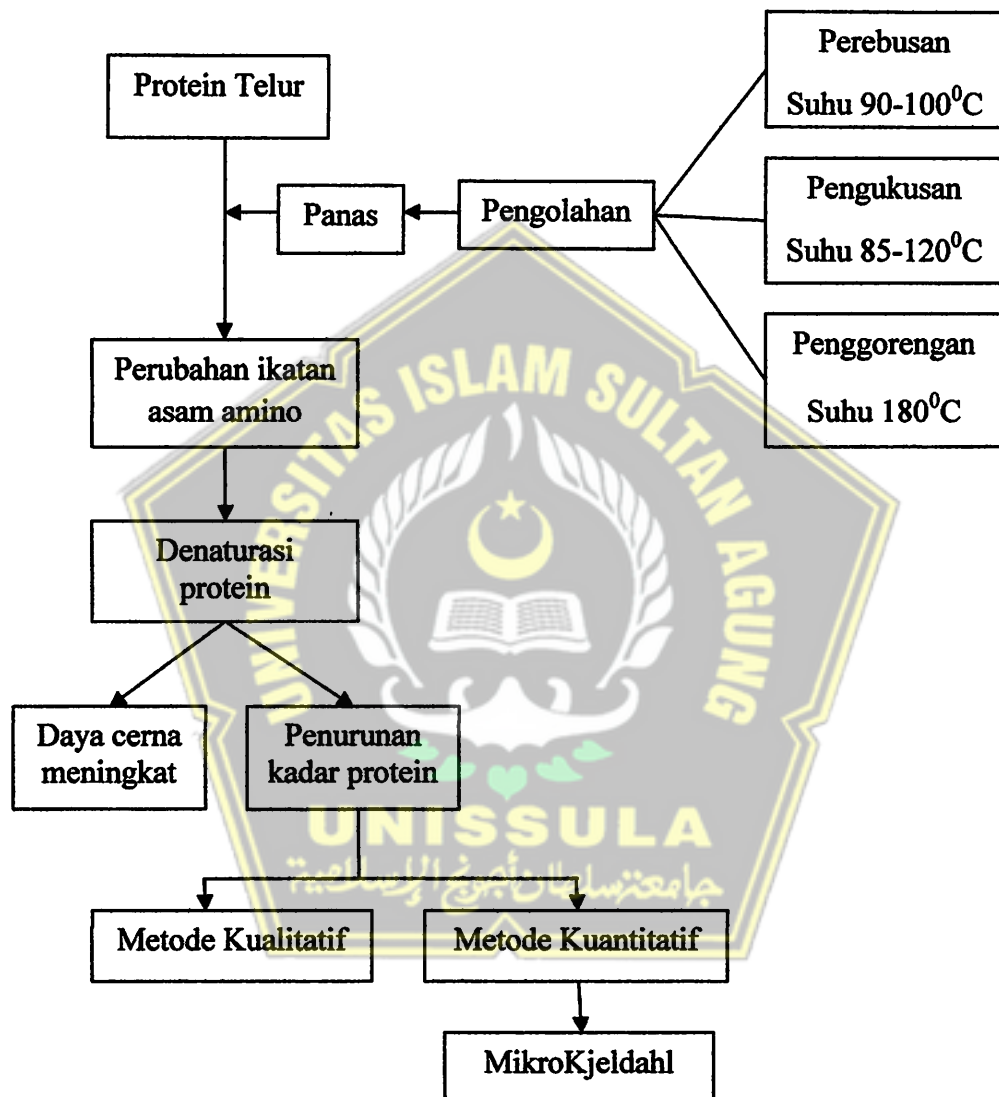 Protein Telur
Perebusan
Suhu 90-100⁰C
Panas
Pengolahan
Pengukusan
Suhu 85-120⁰C
Penggorengan
Suhu 180⁰C
Perubahan ikatan
asam amino
Denaturasi
protein
Daya cerna
meningkat
Penurunan
kadar protein
Metode Kualitatif
Metode Kuantitatif
MikroKjeldahl
UNIVERSITAS ISLAM SULTAN AGUNG
UNISSULA
جامعة سلطان أجونج الإسلامية